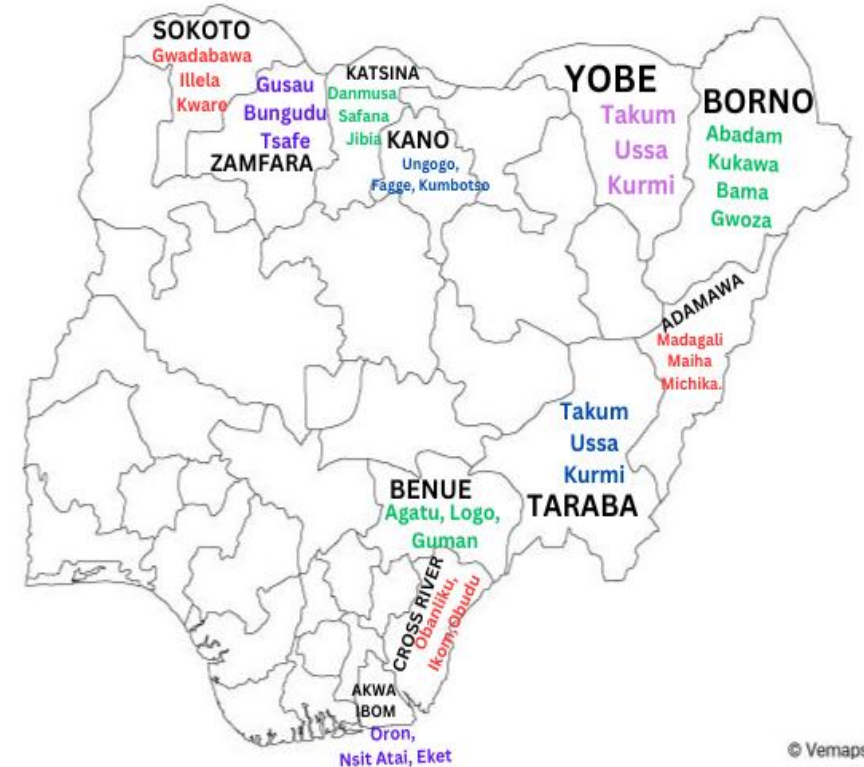 SOKOTO
Gwadabawa
Illela
Kware
Gusau
Bungudu
Tsafe
ZAMFARA
KATSINA
Danmusa
Safana
Jibia
KANO
Ungogo,
Fagge, Kumbotso
YOBE
Takum
Ussa
Kurmi
BORNO
Abadam
Kukawa
Bama
Gwoza
ADAMAWA
Madagali
Maiha
Michika.
Takum
Ussa
Kurmi
TARABA
BENUE
Agatu, Logo,
Guman
CROSS RIVER
Obanliku,
Ikom, Obudu
AKWA
IBOM
Oron,
Nsit Atai, Eket
© Vemaps